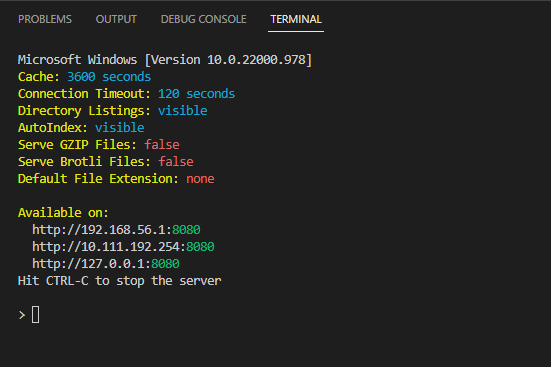 PROBLEMS OUTPUT DEBUG CONSOLE TERMINAL
Microsoft Windows [Version 10.0.22000.978]
Cache: 3600 seconds
Connection Timeout: 120 seconds
Directory Listings: visible
AutoIndex: visible
Serve GZIP Files: false
Serve Brotli Files: false
Default File Extension: none
Available on:
http://192.168.56.1:8080
http://10.111.192.254:8080
http://127.0.0.1:8080
Hit CTRL-C to stop the server
>